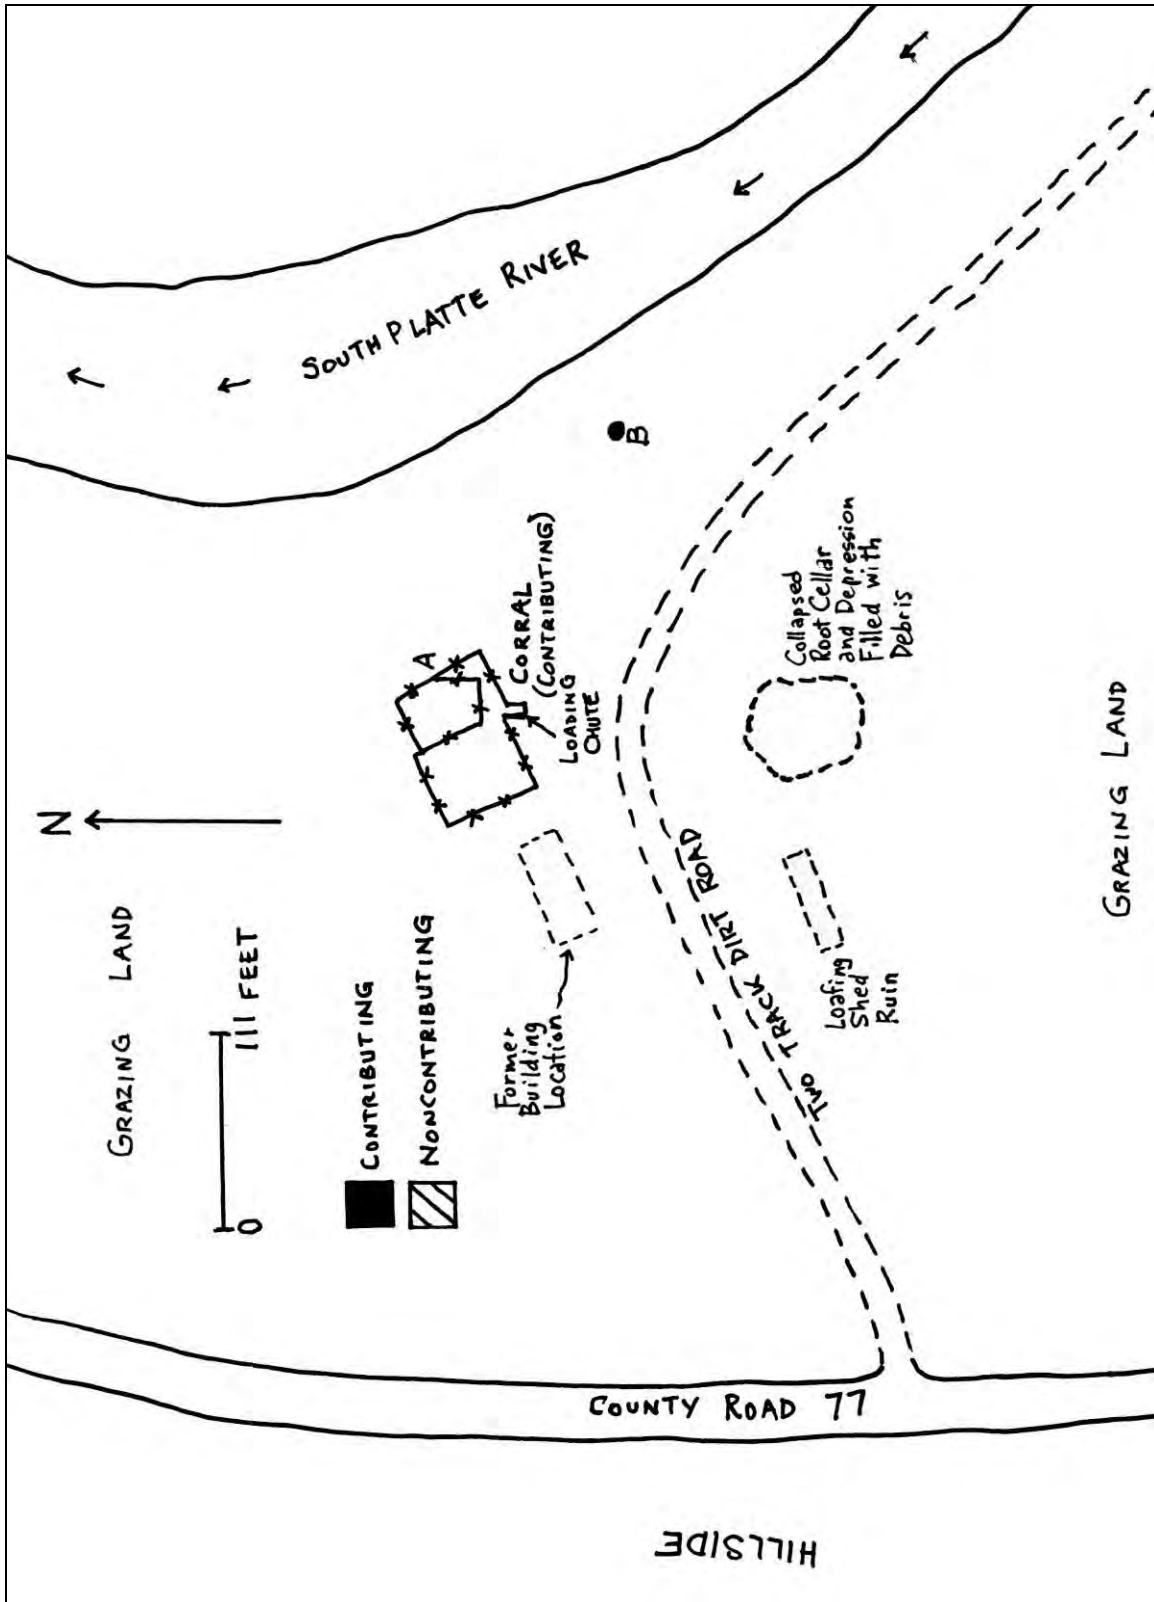 SOUTH PLATTE RIVER
B
A
CORRAL
(CONTRIBUTING)
LOADING
CHUTE
N
GRAZING LAND
0
111 FEET
CONTRIBUTING
NONCONTRIBUTING
Former
Building
Location
TWO TRACK DIRT ROAD
Collapsed
Root Cellar
and Depression
Filled with
Debris
Loafing
Shed
Ruin
GRAZING LAND
COUNTY ROAD 77
HILLSIDE